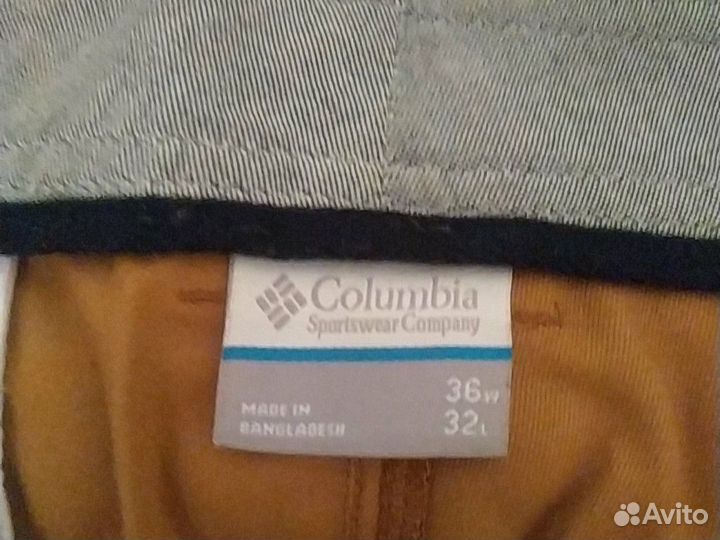 Columbia
Sportswear Company
36W
32L
MADE IN
BANGLADESH
Avito